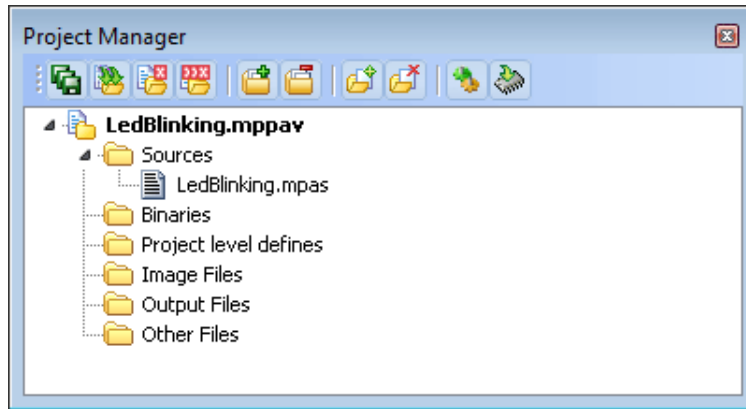 Project Manager
LedBlinking.mppav
Sources
LedBlinking.mpas
Binaries
Project level defines
Image Files
Output Files
Other Files